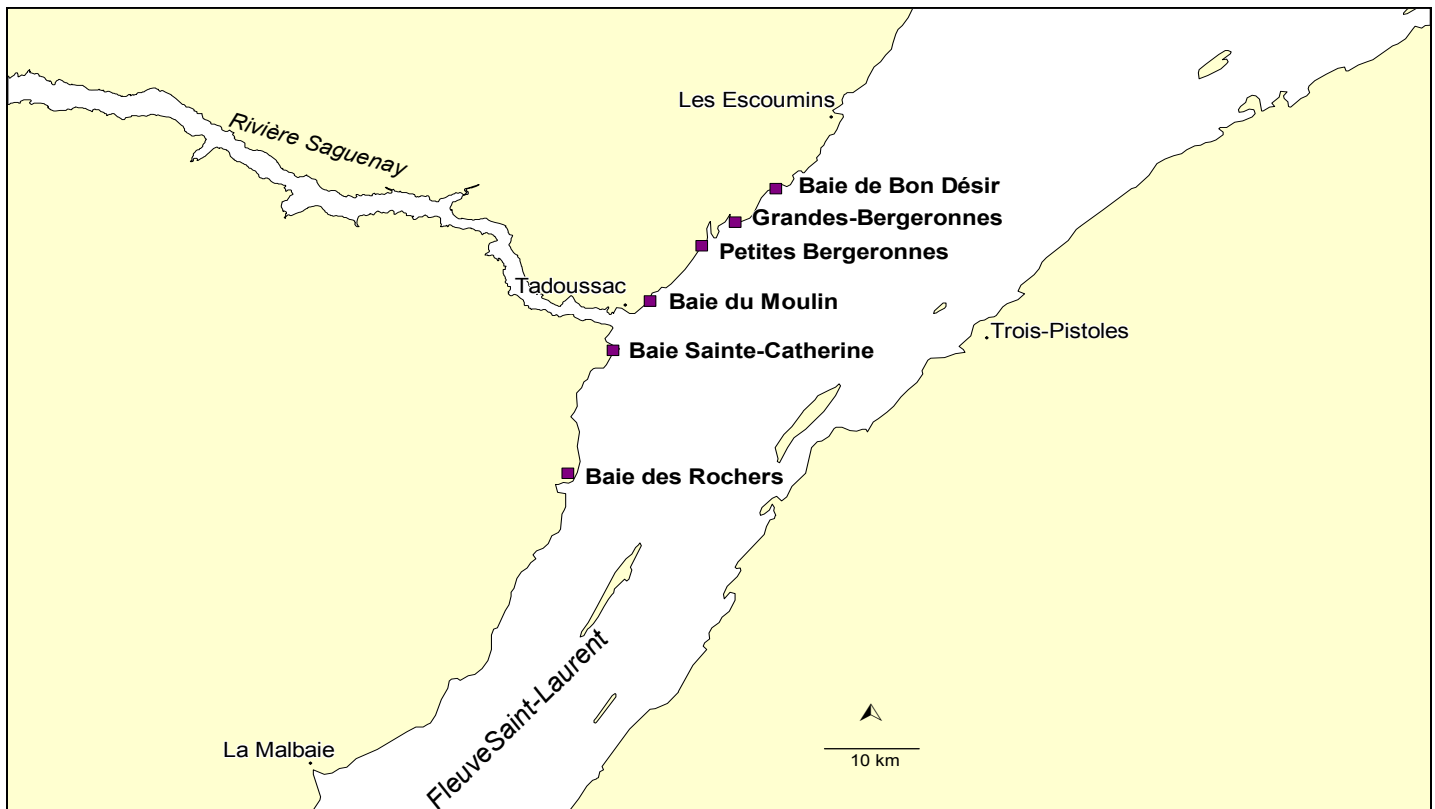 Les Escoumins
Rivière Saguenay
Baie de Bon Désir
Grandes-Bergeronnes
Petites Bergeronnes
Tadoussac
Baie du Moulin
Trois-Pistoles
Baie Sainte-Catherine
Baie des Rochers
FleuveSaint-Laurent
La Malbaie
10 km